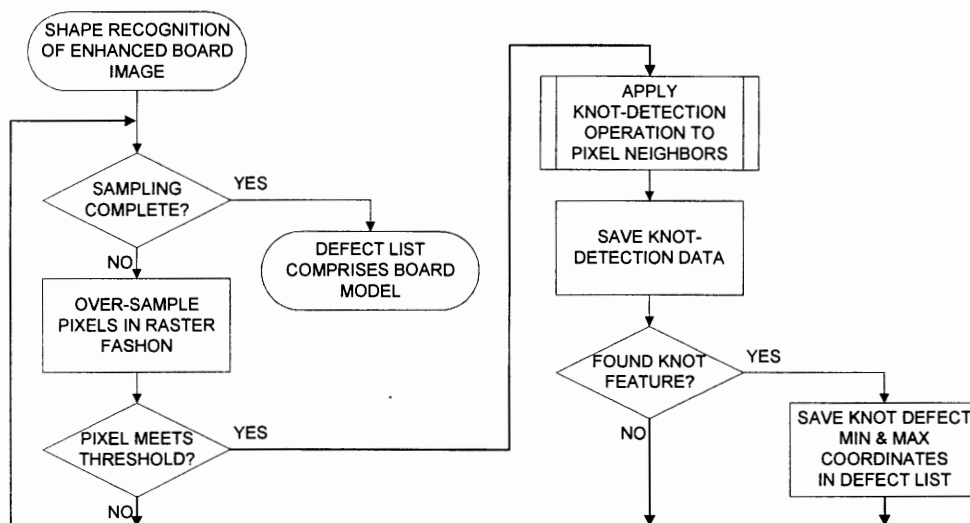 SHAPE RECOGNITION
OF ENHANCED BOARD
IMAGE
SAMPLING
COMPLETE?
YES
NO
DEFECT LIST
COMPRISES BOARD
MODEL
OVER-SAMPLE
PIXELS IN RASTER
FASHON
PIXEL MEETS
THRESHOLD?
YES
NO
APPLY
KNOT-DETECTION
OPERATION TO
PIXEL NEIGHBORS
SAVE KNOT-
DETECTION DATA
FOUND KNOT
FEATURE?
YES
NO
SAVE KNOT DEFECT
MIN & MAX
COORDINATES
IN DEFECT LIST